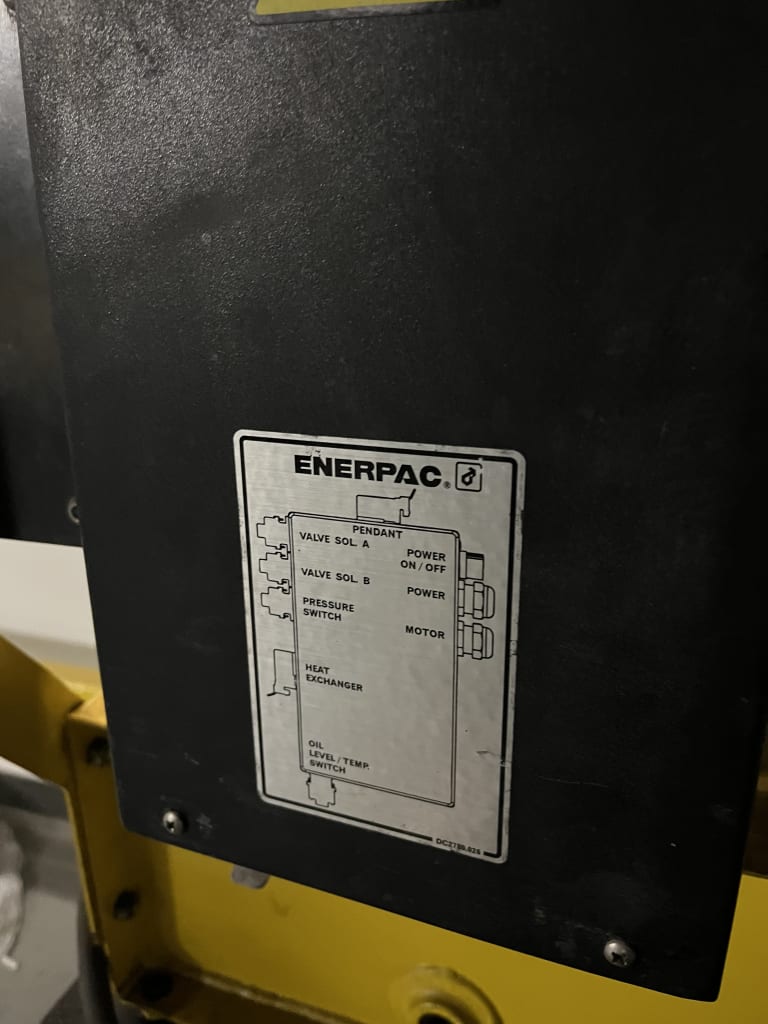 ENERPAC®
PENDANT
VALVE SOL. A
POWER
ON/OFF
VALVE SOL. B
POWER
PRESSURE
SWITCH
MOTOR
HEAT
EXCHANGER
OIL
LEVEL/TEMP.
SWITCH